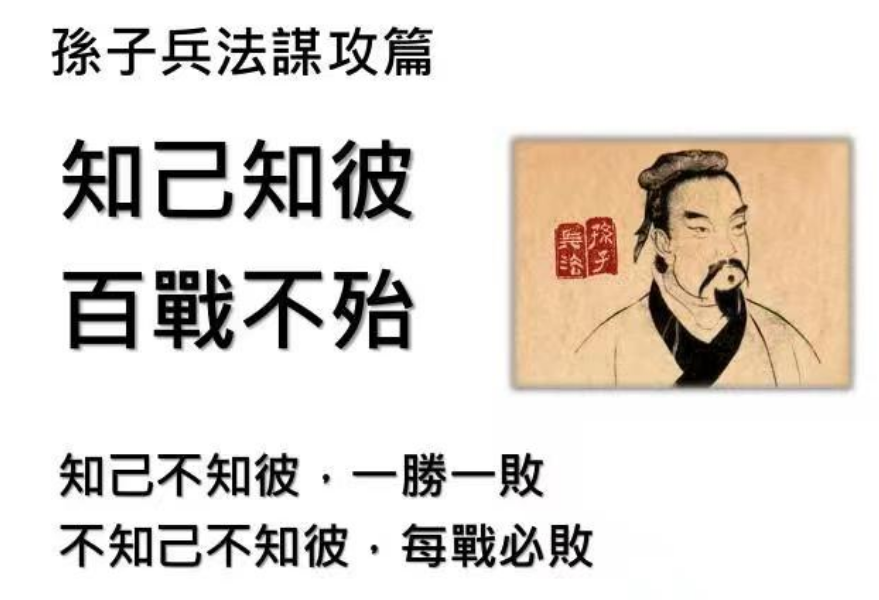 孫子兵法謀攻篇
知己知彼
百戰不殆
孫子
兵法
知己不知彼，一勝一敗
不知己不知彼，每戰必敗